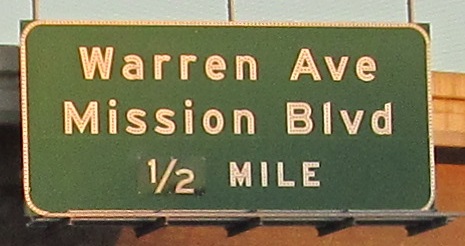 Warren Ave
Mission Blvd
1/2 MILE